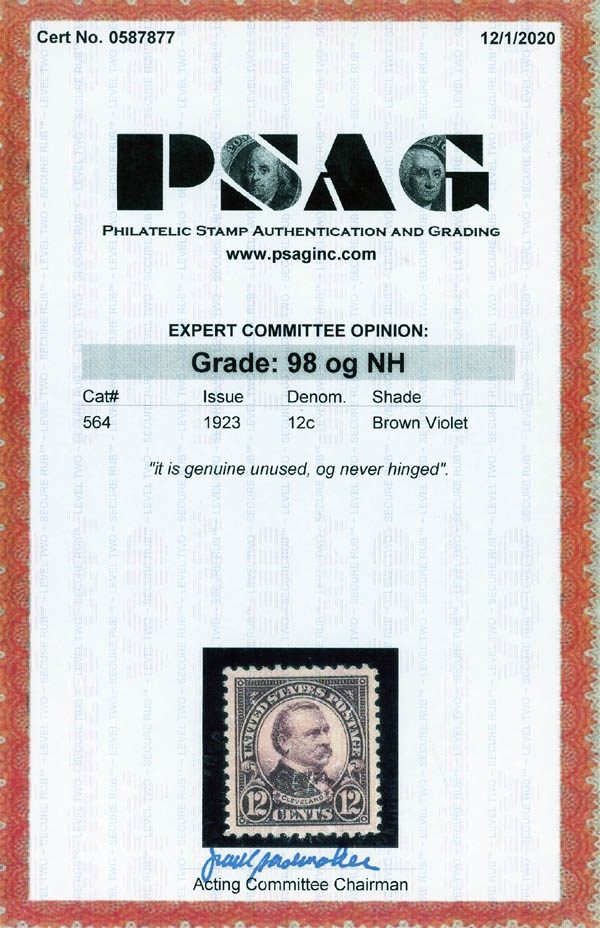 Cert No. 0587877 12/1/2020
PSAG
PHILATELIC STAMP AUTHENTICATION AND GRADING
www.psaginc.com
EXPERT COMMITTEE OPINION:
Grade: 98 og NH
Cat# Issue Denom. Shade
564 1923 12c Brown Violet
"it is genuine unused, og never hinged".
UNITED STATES POSTAGE
CLEVELAND
12 CENTS 12
Acting Committee Chairman